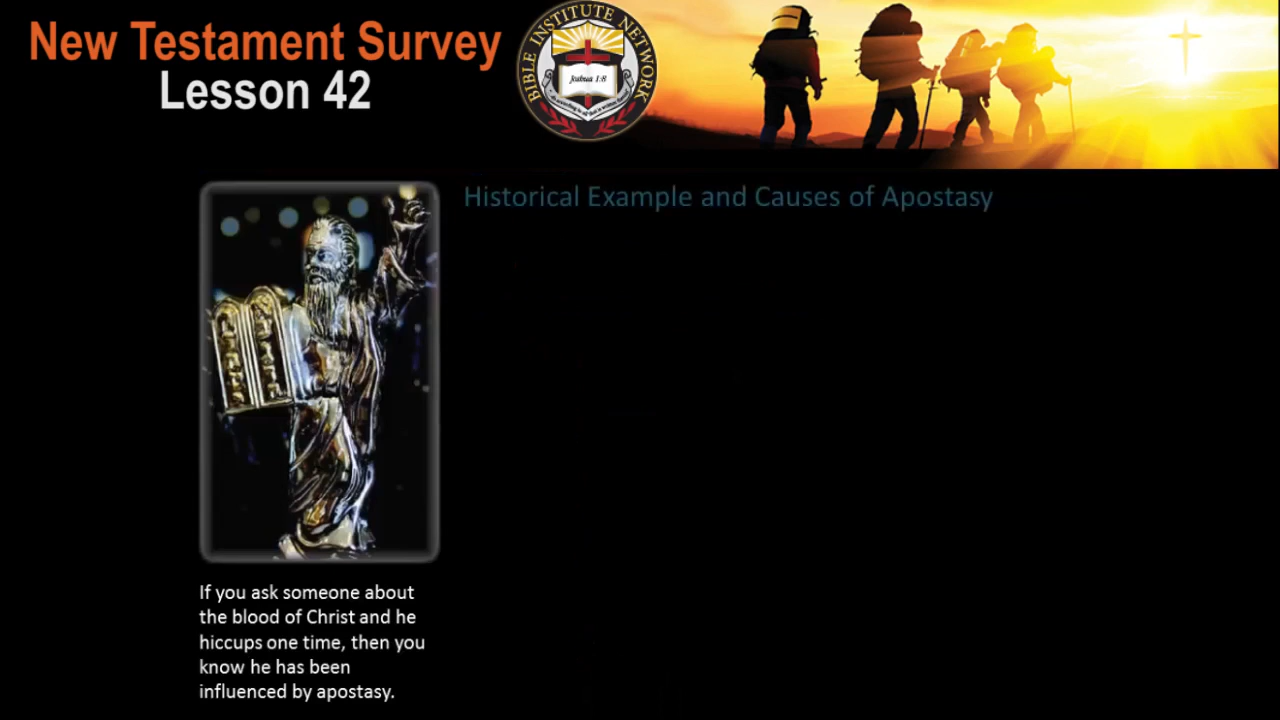 New Testament Survey
Lesson 42
BIBLE INSTITUTE NETWORK
Joshua 1:8
Historical Example and Causes of Apostasy
If you ask someone about
the blood of Christ and he
hiccups one time, then you
know he has been
influenced by apostasy.